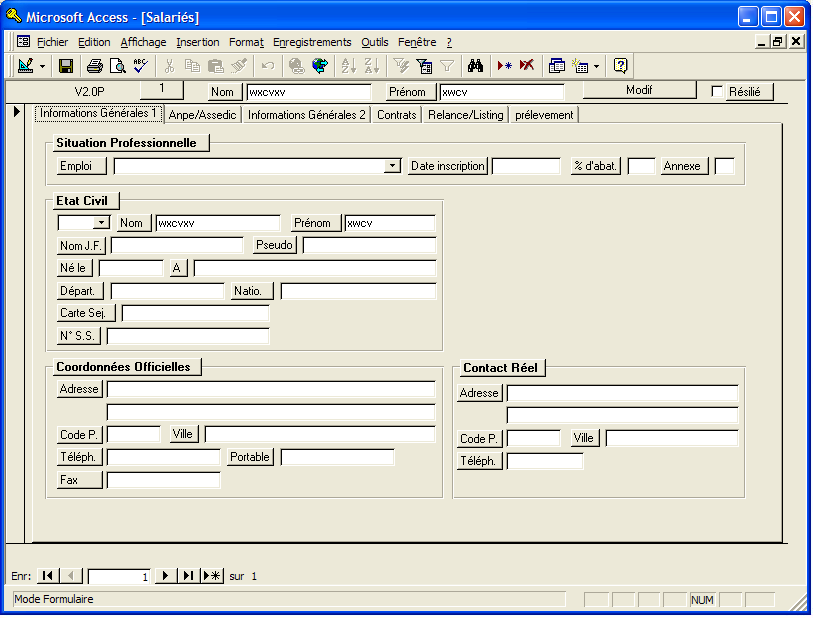 Microsoft Access - [Salariés]
Fichier Edition Affichage Insertion Format Enregistrements Outils Fenêtre ?
V2.0P 1 Nom wxcvxv Prénom xwcv Modif Résilié
Informations Générales 1 Anpe/Assedic Informations Générales 2 Contrats Relance/Listing prélevement
Situation Professionnelle
Emploi Date inscription % d'abat. Annexe
Etat Civil
Nom wxcvxv Prénom xwcv
Nom J.F. Pseudo
Né le A
Départ. Natio.
Carte Sej.
N° S.S.
Coordonnées Officielles
Adresse
Code P. Ville
Téléph. Portable
Fax
Contact Réel
Adresse
Code P. Ville
Téléph.
Enr: 1 sur 1
Mode Formulaire NUM